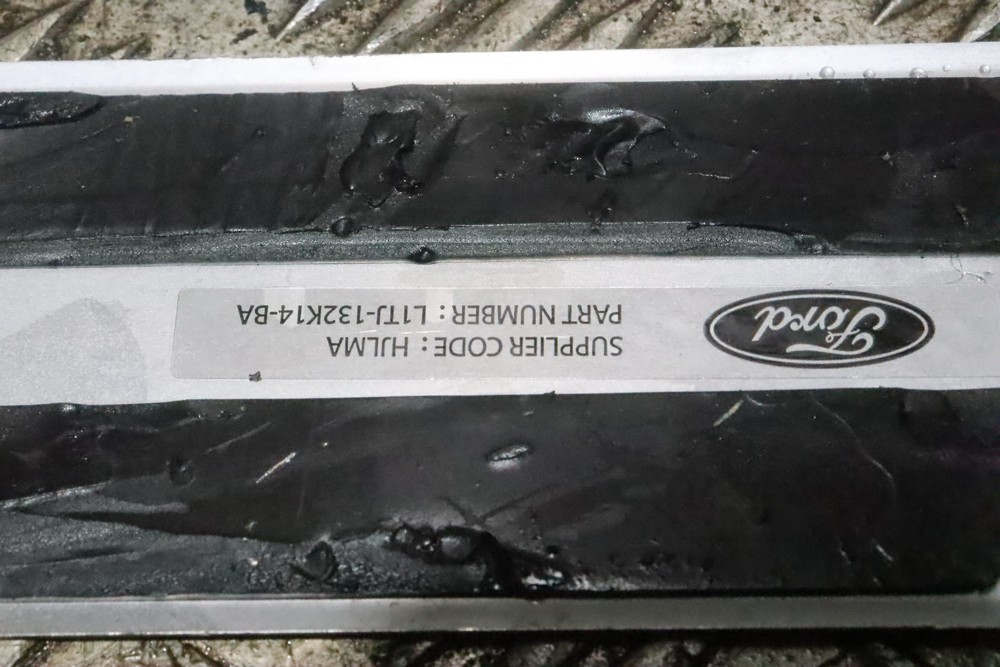 Ford
SUPPLIER CODE: HJLMA
PART NUMBER: L1TJ-132K14-BA